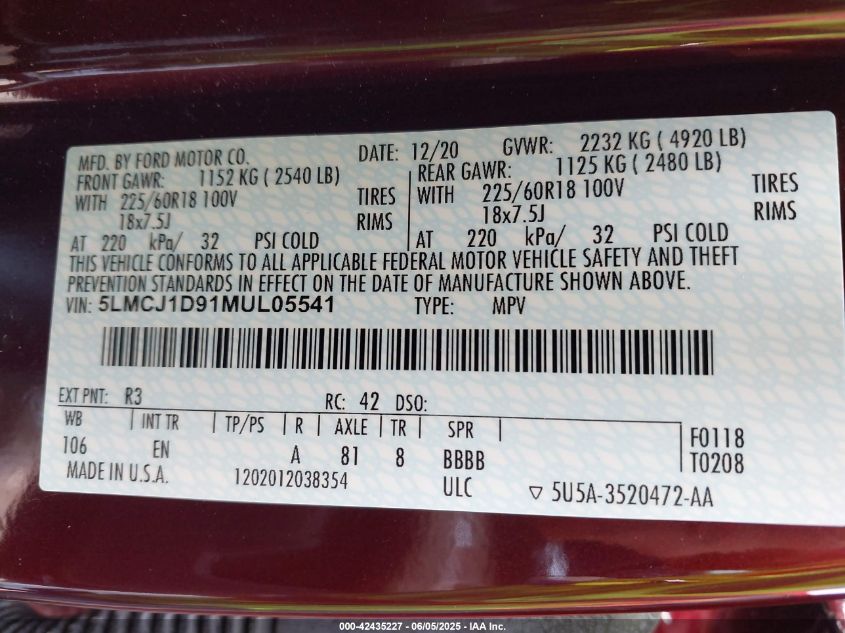 MFD. BY FORD MOTOR CO. DATE: 12/20 GVWR: 2232 KG ( 4920 LB)
FRONT GAWR: 1152 KG ( 2540 LB) REAR GAWR: 1125 KG ( 2480 LB)
WITH 225/60R18 100V TIRES WITH 225/60R18 100V TIRES
18x7.5J RIMS 18x7.5J RIMS
AT 220 kPa/ 32 PSI COLD AT 220 kPa/ 32 PSI COLD
THIS VEHICLE CONFORMS TO ALL APPLICABLE FEDERAL MOTOR VEHICLE SAFETY AND THEFT
PREVENTION STANDARDS IN EFFECT ON THE DATE OF MANUFACTURE SHOWN ABOVE.
VIN: 5LMCJ1D91MUL05541 TYPE: MPV
EXT PNT: R3 RC: 42 DSO:
WB INT TR TP/PS R AXLE TR SPR F0118
106 EN A 81 8 BBBB T0208
MADE IN U.S.A. 1202012038354 ULC ▽ 5U5A-3520472-AA
000-42435227 - 06/05/2025 - IAA Inc.